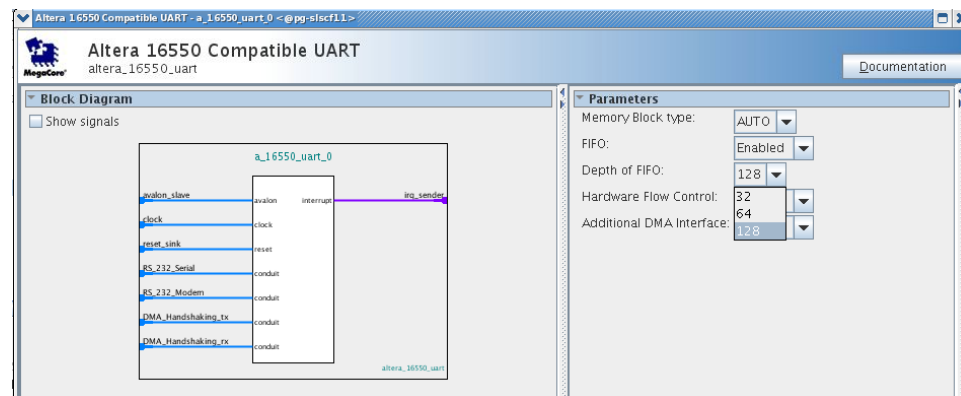 Altera 16550 Compatible UART - a_16550_uart_0 <@pg-slscf11>
Altera 16550 Compatible UART
altera_16550_uart
MegaCore'
Documentation
Block Diagram
Show signals
a_16550_uart_0
avalon_slave
avalon
interrupt
irq_sender
clock
clock
reset_sink
reset
RS_232_Serial
conduit
RS_232_Modem
conduit
DMA_Handshaking_tx
conduit
DMA_Handshaking_rx
conduit
altera_16550_uart
Parameters
Memory Block type: AUTO
FIFO: Enabled
Depth of FIFO: 128
Hardware Flow Control:
Additional DMA Interface:
32
64
128